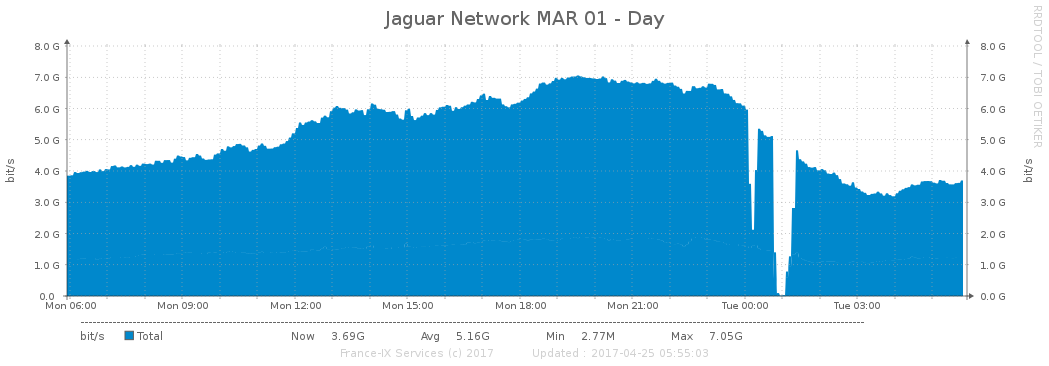 Jaguar Network MAR 01 - Day
RRDTOOL / TOBI OETIKER
8.0 G 8.0 G
7.0 G 7.0 G
6.0 G 6.0 G
5.0 G 5.0 G
4.0 G 4.0 G
3.0 G 3.0 G
2.0 G 2.0 G
1.0 G 1.0 G
0.0 0.0 G
bit/s
bit/s
Mon 06:00 Mon 09:00 Mon 12:00 Mon 15:00 Mon 18:00 Mon 21:00 Tue 00:00 Tue 03:00
bit/s Total Now 3.69G Avg 5.16G Min 2.77M Max 7.05G
France-IX Services (c) 2017 Updated : 2017-04-25 05:55:03